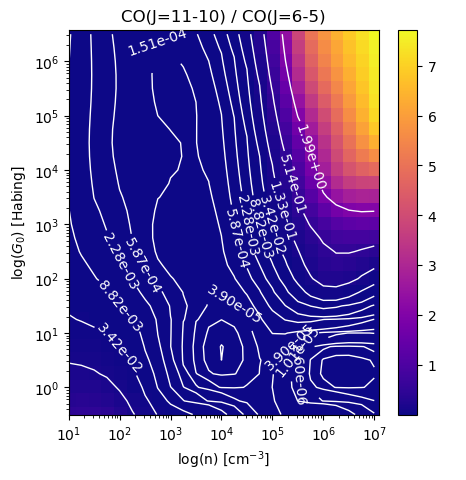 CO(J=11-10) / CO(J=6-5)
log(G₀) [Habing]
10⁶
10⁵
10⁴
10³
10²
10¹
10⁰
1.51e-04
1.99e+00
5.14e-01
1.33e-01
3.42e-02
8.82e-03
2.28e-03
5.87e-04
5.87e-04
2.28e-03
8.82e-03
3.42e-02
3.90e-05
3.90e-05
10¹ 10² 10³ 10⁴ 10⁵ 10⁶ 10⁷
log(n) [cm⁻³]
7
6
5
4
3
2
1